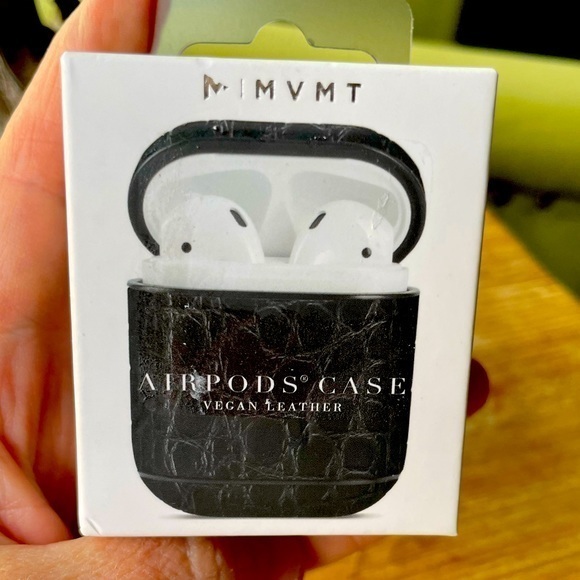 MVMT
AIRPODS® CASE
VEGAN LEATHER